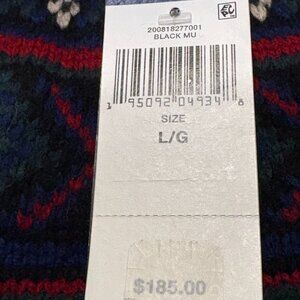 200818277001
BLACK MU
1 95092 04934 8
SIZE
L/G
$185.00